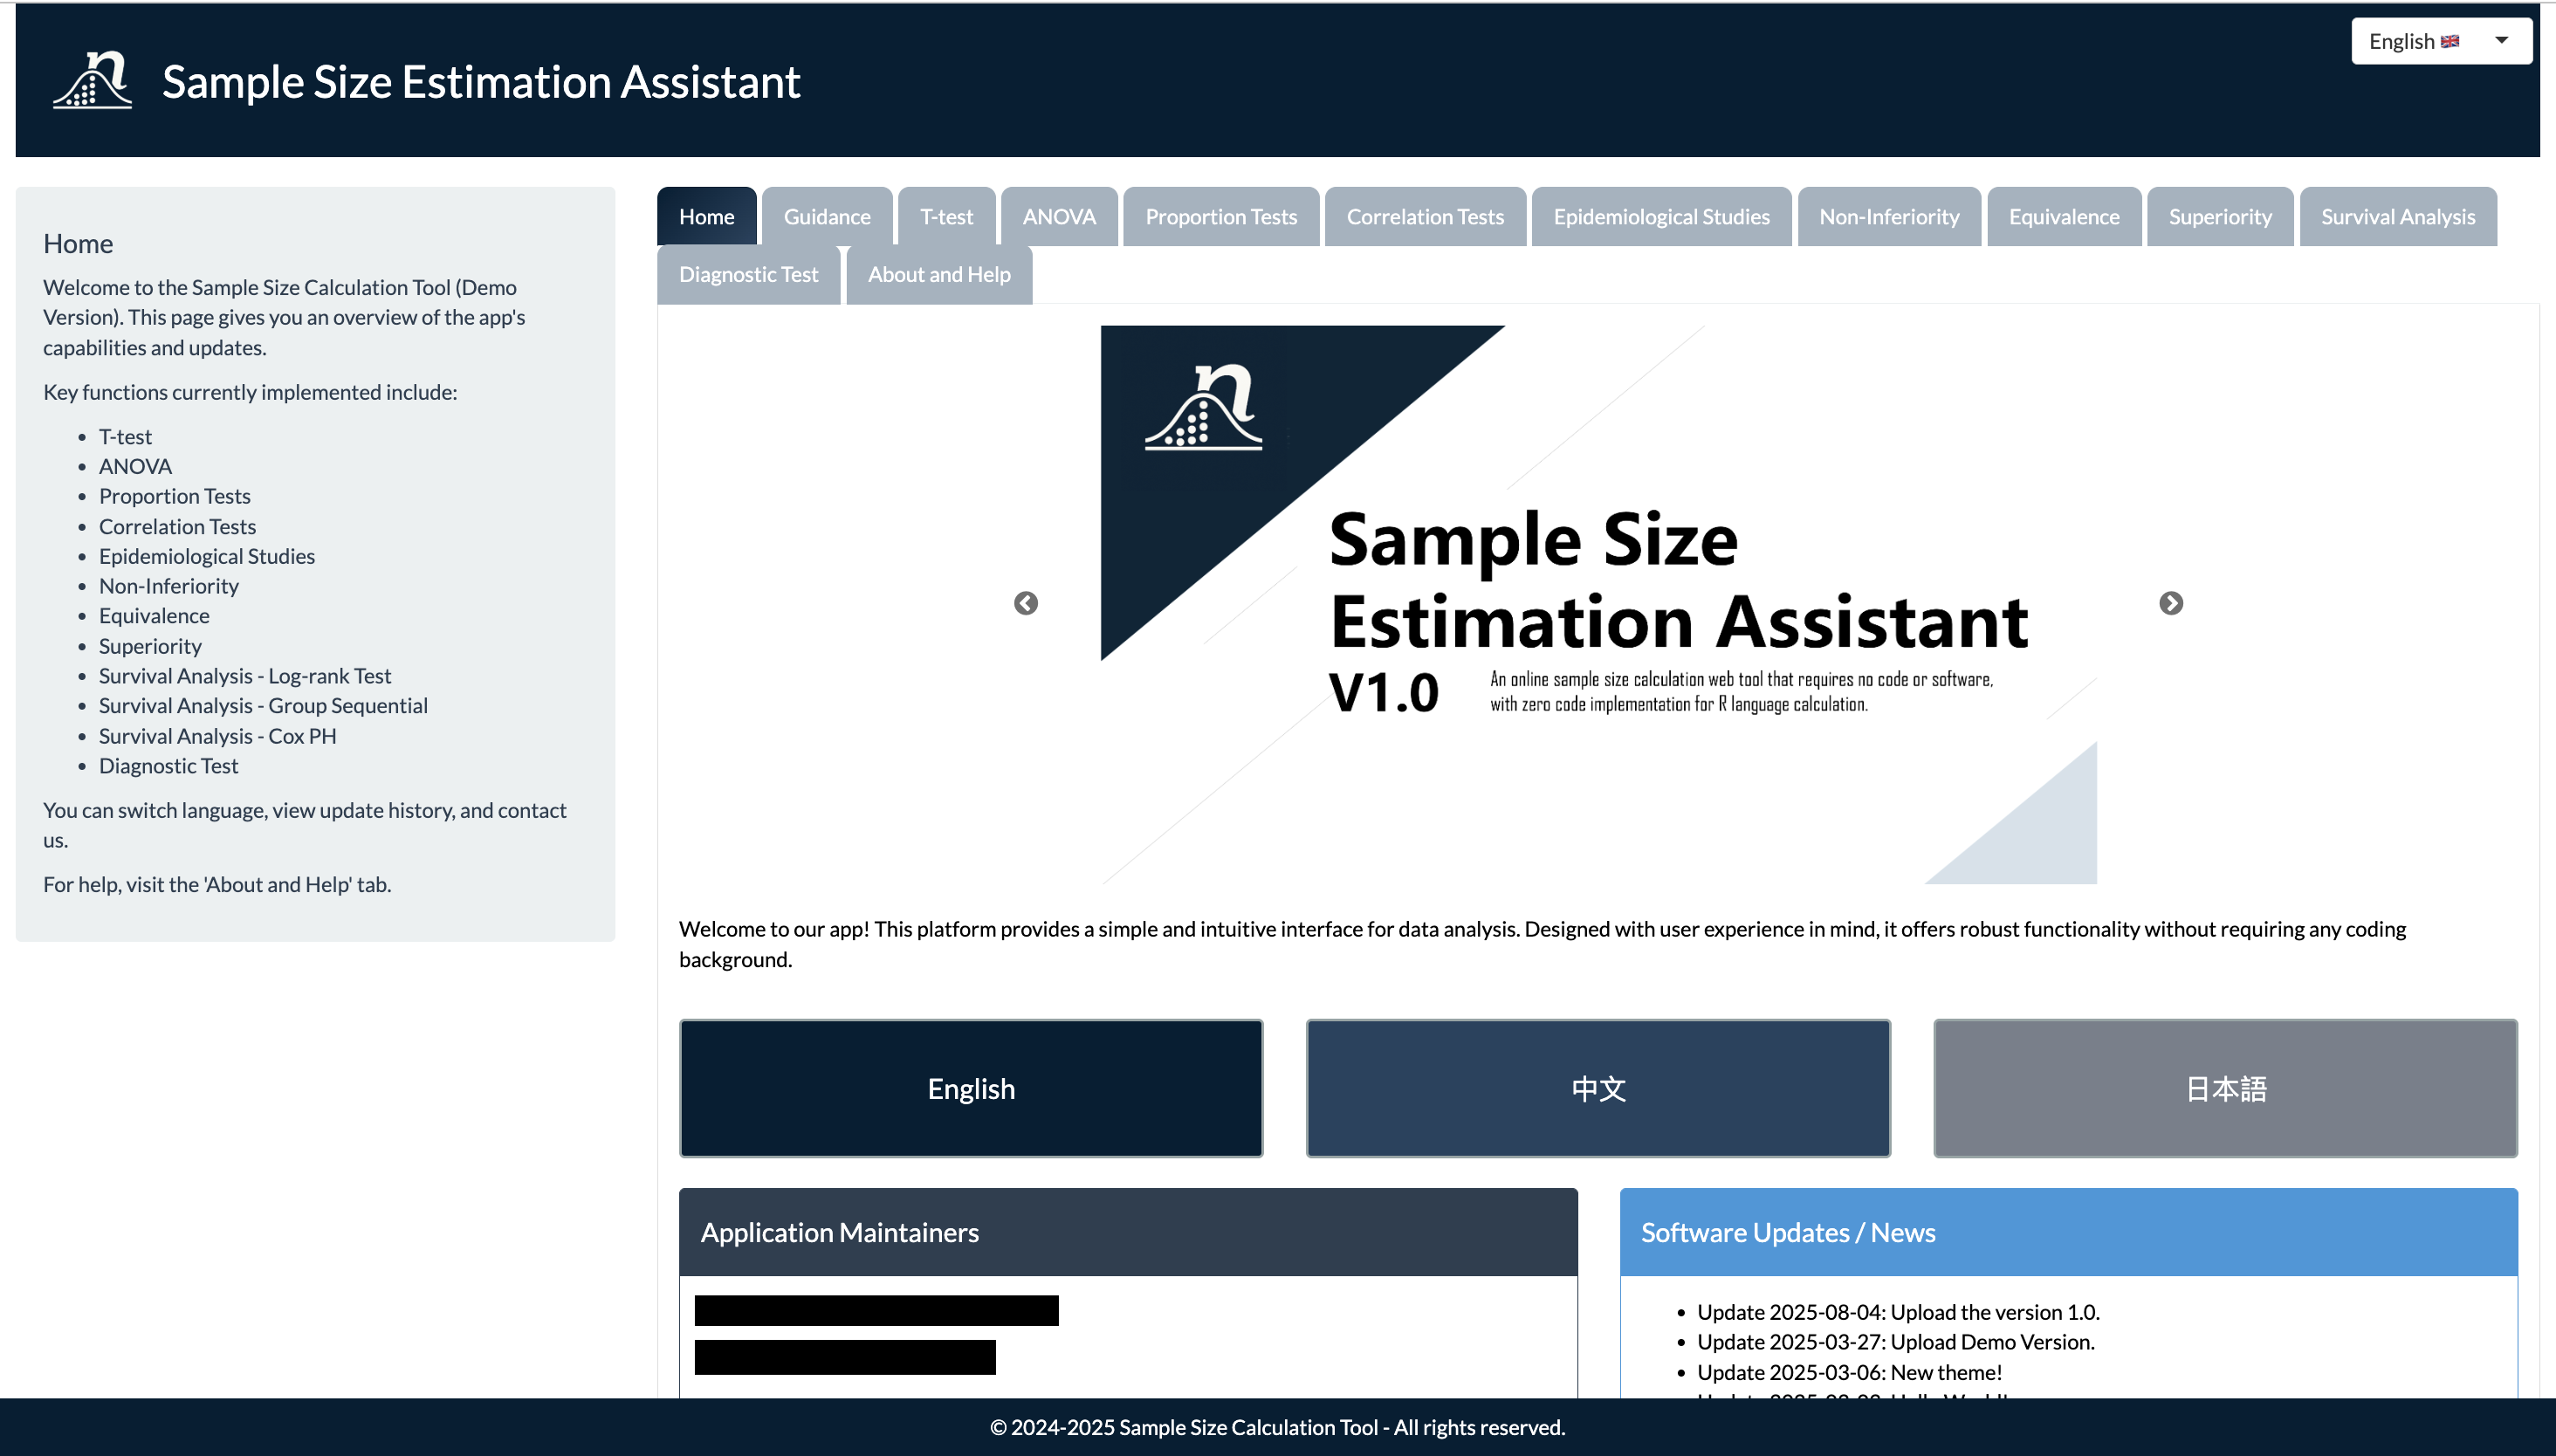 Sample Size Estimation Assistant
English
Home
Welcome to the Sample Size Calculation Tool (Demo
Version). This page gives you an overview of the app's
capabilities and updates.
Key functions currently implemented include:
T-test
ANOVA
Proportion Tests
Correlation Tests
Epidemiological Studies
Non-Inferiority
Equivalence
Superiority
Survival Analysis - Log-rank Test
Survival Analysis - Group Sequential
Survival Analysis - Cox PH
Diagnostic Test
You can switch language, view update history, and contact
us.
For help, visit the 'About and Help' tab.
Home Guidance T-test ANOVA Proportion Tests Correlation Tests Epidemiological Studies Non-Inferiority Equivalence Superiority Survival Analysis
Diagnostic Test About and Help
n
Sample Size
Estimation Assistant
V1.0
An online sample size calculation web tool that requires no code or software,
with zero code implementation for R language calculation.
Welcome to our app! This platform provides a simple and intuitive interface for data analysis. Designed with user experience in mind, it offers robust functionality without requiring any coding
background.
English
中文
日本語
Application Maintainers
Software Updates / News
Update 2025-08-04: Upload the version 1.0.
Update 2025-03-27: Upload Demo Version.
Update 2025-03-06: New theme!
© 2024-2025 Sample Size Calculation Tool - All rights reserved.